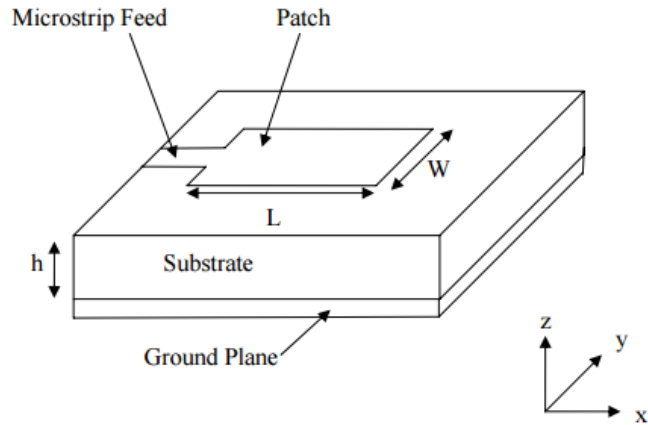 Microstrip Feed
Patch
W
L
h
Substrate
Ground Plane
z
y
x